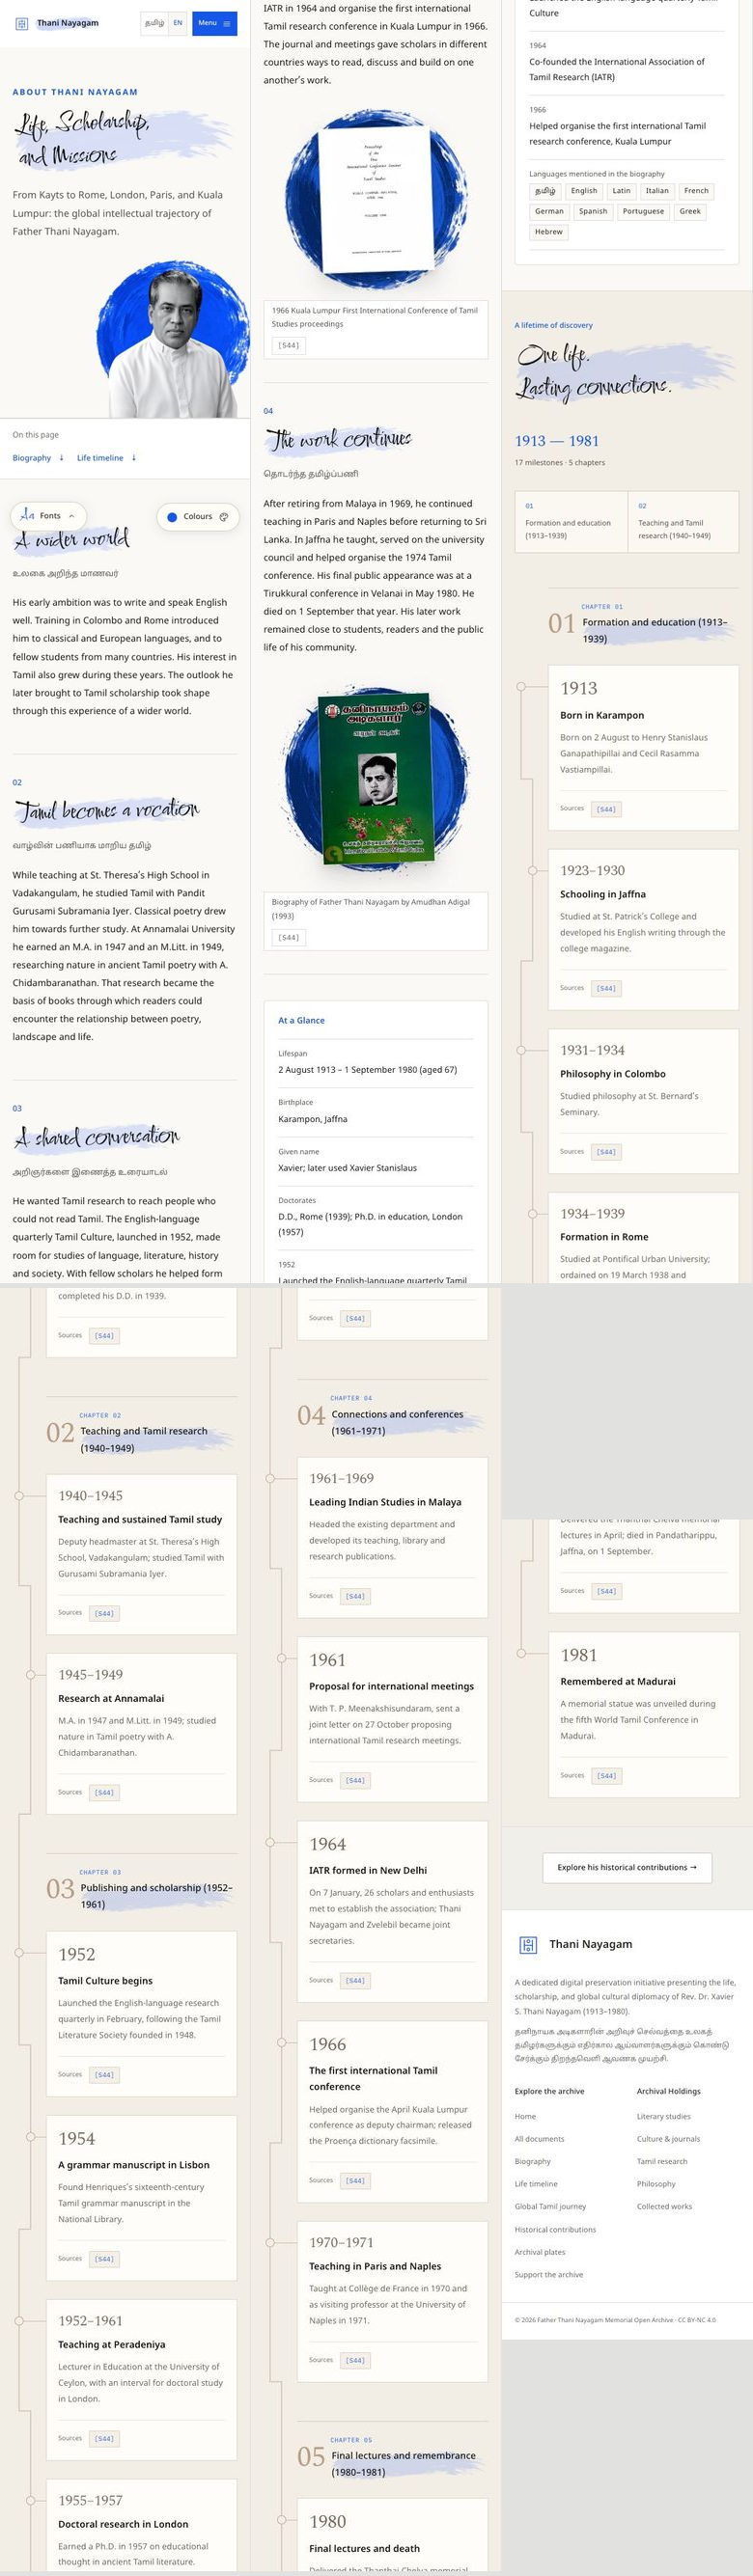 Thani Nayagam
தமிழ்
EN
Menu
ABOUT THANI NAYAGAM
Life, Scholarship,
and Missions
From Kayts to Rome, London, Paris, and Kuala
Lumpur: the global intellectual trajectory of
Father Thani Nayagam.
On this page
Biography ↓ Life timeline ↓
Aa Fonts
Colours
A wider world
உலகை அறிந்த மாணவர்
His early ambition was to write and speak English
well. Training in Colombo and Rome introduced
him to classical and European languages, and to
fellow students from many countries. His interest in
Tamil also grew during these years. The outlook he
later brought to Tamil scholarship took shape
through this experience of a wider world.
02
Tamil becomes a vocation
வாழ்வின் பணியாக மாறிய தமிழ்
While teaching at St. Theresa's High School in
Vadakangulam, he studied Tamil with Pandit
Gurusami Subramania Iyer. Classical poetry drew
him towards further study. At Annamalai University
he earned an M.A. in 1947 and an M.Litt. in 1949,
researching nature in ancient Tamil poetry with A.
Chidambaranathan. That research became the
basis of books through which readers could
encounter the relationship between poetry,
landscape and life.
03
A shared conversation
அறிஞர்களை இணைத்த உரையாடல்
He wanted Tamil research to reach people who
could not read Tamil. The English-language
quarterly Tamil Culture, launched in 1952, made
room for studies of language, literature, history
and society. With fellow scholars he helped form
IATR in 1964 and organise the first international
Tamil research conference in Kuala Lumpur in 1966.
The journal and meetings gave scholars in different
countries ways to read, discuss and build on one
another's work.
1966 Kuala Lumpur First International Conference of Tamil
Studies proceedings
[S44]
04
The work continues
தொடர்ந்த தமிழ்ப்பணி
After retiring from Malaya in 1969, he continued
teaching in Paris and Naples before returning to Sri
Lanka. In Jaffna he taught, served on the university
council and helped organise the 1974 Tamil
conference. His final public appearance was at a
Tirukkural conference in Velanai in May 1980. He
died on 1 September that year. His later work
remained close to students, readers and the public
life of his community.
தனிநாயகம்
அடிகளார்
Biography of Father Thani Nayagam by Amudhan Adigal
(1993)
[S44]
At a Glance
Lifespan
2 August 1913 – 1 September 1980 (aged 67)
Birthplace
Karampon, Jaffna
Given name
Xavier; later used Xavier Stanislaus
Doctorates
D.D., Rome (1939); Ph.D. in education, London
(1957)
1952
Launched the English-language quarterly Tamil
Culture
1964
Co-founded the International Association of
Tamil Research (IATR)
1966
Helped organise the first international Tamil
research conference, Kuala Lumpur
Languages mentioned in the biography
தமிழ் English Latin Italian French
German Spanish Portuguese Greek
Hebrew
A lifetime of discovery
One life.
Lasting connections.
1913 — 1981
17 milestones · 5 chapters
01
Formation and education
(1913–1939)
02
Teaching and Tamil
research (1940–1949)
CHAPTER 01
01 Formation and education (1913–
1939)
1913
Born in Karampon
Born on 2 August to Henry Stanislaus
Ganapathipillai and Cecil Rasamma
Vastiampillai.
Sources [S44]
1923–1930
Schooling in Jaffna
Studied at St. Patrick's College and
developed his English writing through the
college magazine.
Sources [S44]
1931–1934
Philosophy in Colombo
Studied philosophy at St. Bernard's
Seminary.
Sources [S44]
1934–1939
Formation in Rome
Studied at Pontifical Urban University;
ordained on 19 March 1938 and
completed his D.D. in 1939.
Sources [S44]
CHAPTER 02
02 Teaching and Tamil research
(1940–1949)
1940–1945
Teaching and sustained Tamil study
Deputy headmaster at St. Theresa's High
School, Vadakangulam; studied Tamil with
Gurusami Subramania Iyer.
Sources [S44]
1945–1949
Research at Annamalai
M.A. in 1947 and M.Litt. in 1949; studied
nature in Tamil poetry with A.
Chidambaranathan.
Sources [S44]
CHAPTER 03
03 Publishing and scholarship (1952–
1961)
1952
Tamil Culture begins
Launched the English-language research
quarterly in February, following the Tamil
Literature Society founded in 1948.
Sources [S44]
1954
A grammar manuscript in Lisbon
Found Henriques's sixteenth-century
Tamil grammar manuscript in the
National Library.
Sources [S44]
1952–1961
Teaching at Peradeniya
Lecturer in Education at the University of
Ceylon, with an interval for doctoral study
in London.
Sources [S44]
1955–1957
Doctoral research in London
Earned a Ph.D. in 1957 on educational
thought in ancient Tamil literature.
Sources [S44]
CHAPTER 04
04 Connections and conferences
(1961–1971)
1961–1969
Leading Indian Studies in Malaya
Headed the existing department and
developed its teaching, library and
research publications.
Sources [S44]
1961
Proposal for international meetings
With T. P. Meenakshisundaram, sent a
joint letter on 27 October proposing
international Tamil research meetings.
Sources [S44]
1964
IATR formed in New Delhi
On 7 January, 26 scholars and enthusiasts
met to establish the association; Thani
Nayagam and Zvelebil became joint
secretaries.
Sources [S44]
1966
The first international Tamil
conference
Helped organise the April Kuala Lumpur
conference as deputy chairman; released
the Proença dictionary facsimile.
Sources [S44]
1970–1971
Teaching in Paris and Naples
Taught at Collège de France in 1970 and
as visiting professor at the University of
Naples in 1971.
Sources [S44]
CHAPTER 05
05 Final lectures and remembrance
(1980–1981)
1980
Final lectures and death
Delivered the Thanthai Chelva memorial
lectures in April; died in Pandatharippu,
Jaffna, on 1 September.
Sources [S44]
1981
Remembered at Madurai
A memorial statue was unveiled during
the fifth World Tamil Conference in
Madurai.
Sources [S44]
Explore his historical contributions →
Thani Nayagam
A dedicated digital preservation initiative presenting the life,
scholarship, and global cultural diplomacy of Rev. Dr. Xavier
S. Thani Nayagam (1913–1980).
தனிநாயக அடிகளாரின் அறிவுச் செல்வத்தை உலகத்
தமிழர்களுக்கும் எதிர்கால ஆய்வாளர்களுக்கும் கொண்டு
சேர்க்கும் திறந்தவெளி ஆவணக முயற்சி.
Explore the archive
Home
All documents
Biography
Life timeline
Global Tamil journey
Historical contributions
Archival plates
Support the archive
Archival Holdings
Literary studies
Culture & journals
Tamil research
Philosophy
Collected works
© 2026 Father Thani Nayagam Memorial Open Archive · CC BY-NC 4.0